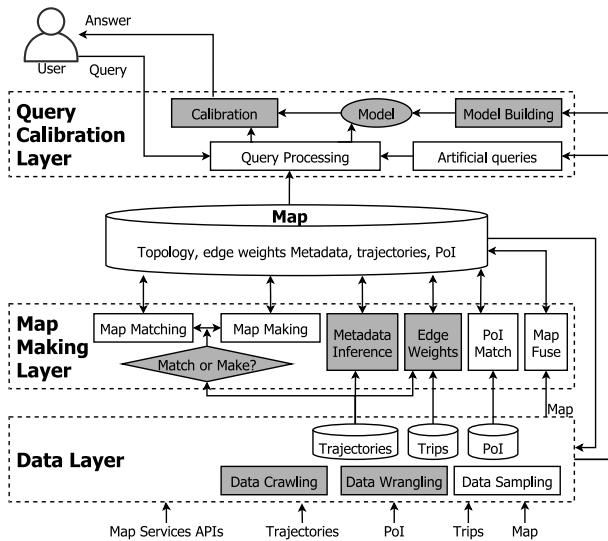 Answer
User
Query
Query
Calibration
Layer
Calibration
Model
Model Building
Query Processing
Artificial queries
Map
Topology, edge weights Metadata, trajectories, PoI
Map
Making
Layer
Map Matching
Map Making
Match or Make?
Metadata
Inference
Edge
Weights
PoI
Match
Map
Fuse
Map
Data Layer
Trajectories
Trips
PoI
Data Crawling
Data Wrangling
Data Sampling
Map Services APIs
Trajectories
PoI
Trips
Map